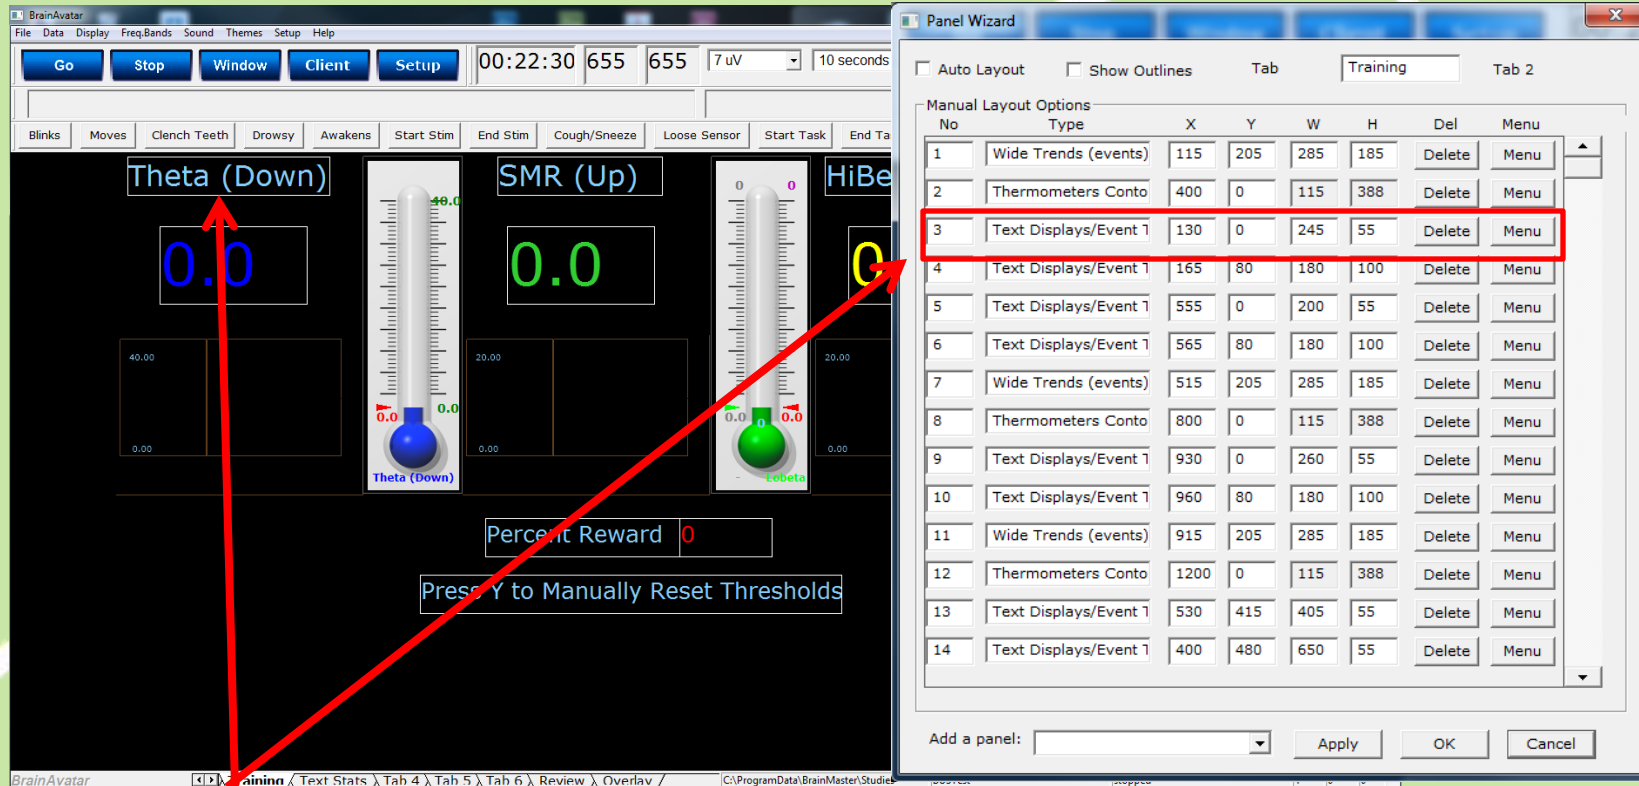 BrainAvatar
File Data Display Freq.Bands Sound Themes Setup Help
Go Stop Window Client Setup 00:22:30 655 655 7 uV 10 seconds
Blinks Moves Clench Teeth Drowsy Awakens Start Stim End Stim Cough/Sneeze Loose Sensor Start Task End Ta
Theta (Down) SMR (Up) HiBe
40.0 0 0
0.0 0.0 0
40.00 20.00 20.00
0.0 0.0 0.0 0 0.0
0.00 0.00 0.00
Theta (Down) - Lobeta
Percent Reward 0
Press Y to Manually Reset Thresholds
BrainAvatar Training Text Stats Tab 4 Tab 5 Tab 6 Review Overlay C:\ProgramData\BrainMaster\Studies stopped
Panel Wizard
Auto Layout Show Outlines Tab Training Tab 2
Manual Layout Options
No Type X Y W H Del Menu
1 Wide Trends (events) 115 205 285 185 Delete Menu
2 Thermometers Conto 400 0 115 388 Delete Menu
3 Text Displays/Event T 130 0 245 55 Delete Menu
4 Text Displays/Event T 165 80 180 100 Delete Menu
5 Text Displays/Event T 555 0 200 55 Delete Menu
6 Text Displays/Event T 565 80 180 100 Delete Menu
7 Wide Trends (events) 515 205 285 185 Delete Menu
8 Thermometers Conto 800 0 115 388 Delete Menu
9 Text Displays/Event T 930 0 260 55 Delete Menu
10 Text Displays/Event T 960 80 180 100 Delete Menu
11 Wide Trends (events) 915 205 285 185 Delete Menu
12 Thermometers Conto 1200 0 115 388 Delete Menu
13 Text Displays/Event T 530 415 405 55 Delete Menu
14 Text Displays/Event T 400 480 650 55 Delete Menu
Add a panel: Apply OK Cancel